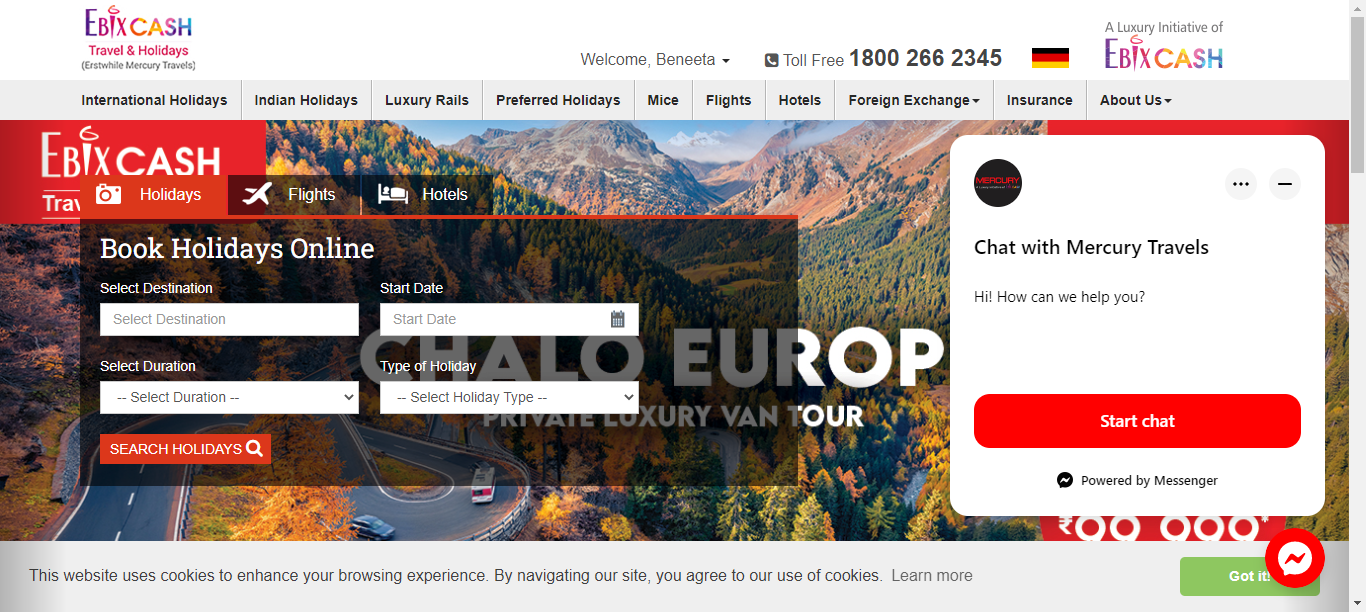 EBIXCASH
Travel & Holidays
(Erstwhile Mercury Travels)
Welcome, Beneeta
Toll Free 1800 266 2345
A Luxury Initiative of
EBIXCASH
International Holidays
Indian Holidays
Luxury Rails
Preferred Holidays
Mice
Flights
Hotels
Foreign Exchange
Insurance
About Us
EBIXCASH
Trav
Holidays
Flights
Hotels
Book Holidays Online
Select Destination
Start Date
Select Destination
Start Date
Select Duration
Type of Holiday
-- Select Duration --
-- Select Holiday Type --
SEARCH HOLIDAYS
CHALO EUROP
PRIVATE LUXURY VAN TOUR
MERCURY
Chat with Mercury Travels
Hi! How can we help you?
Start chat
Powered by Messenger
This website uses cookies to enhance your browsing experience. By navigating our site, you agree to our use of cookies. Learn more
Got it!